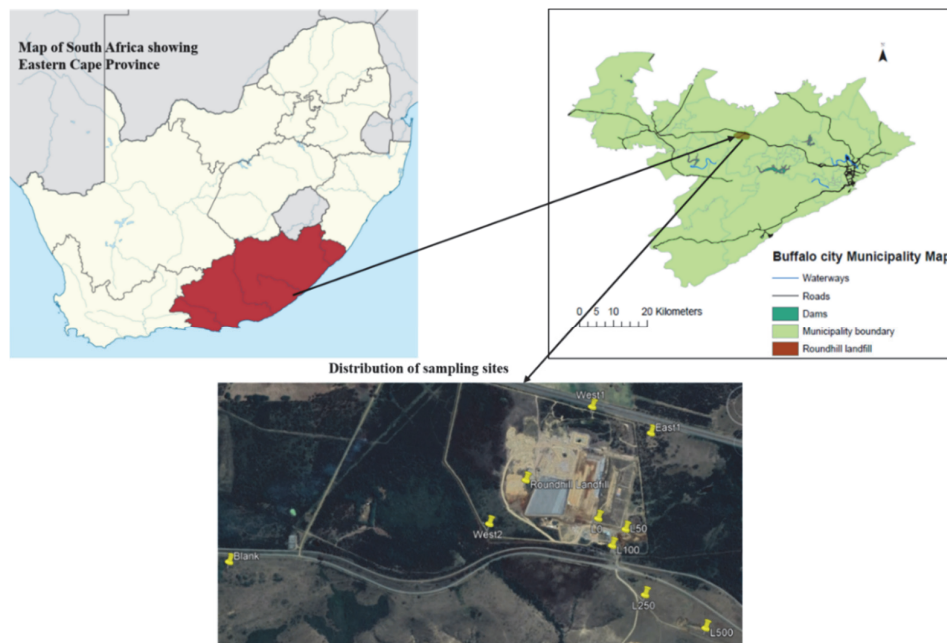 Map of South Africa showing
Eastern Cape Province
Buffalo city Municipality Map
Waterways
Roads
Dams
Municipality boundary
Roundhill landfill
0 5 10 20 Kilometers
Distribution of sampling sites
West1
East1
Roundhill Landfill
L50
West2
L100
Blank
L250
L500